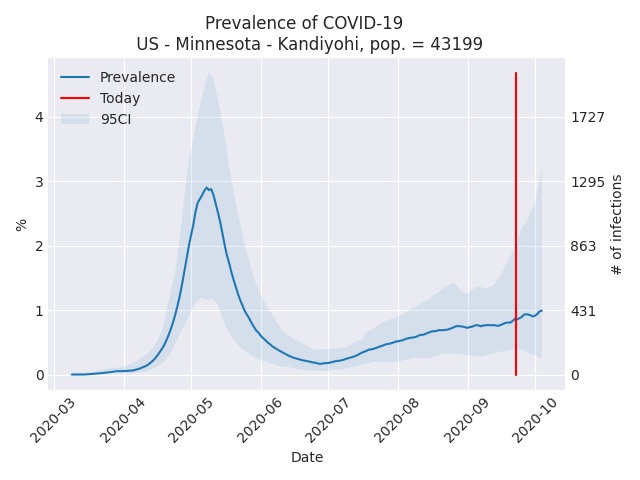 Prevalence of COVID-19
US - Minnesota - Kandiyohi, pop. = 43199
Prevalence
Today
95CI
%
4
3
2
1
0
1727
1295
863
431
0
# of infections
2020-03
2020-04
2020-05
2020-06
2020-07
2020-08
2020-09
2020-10
Date